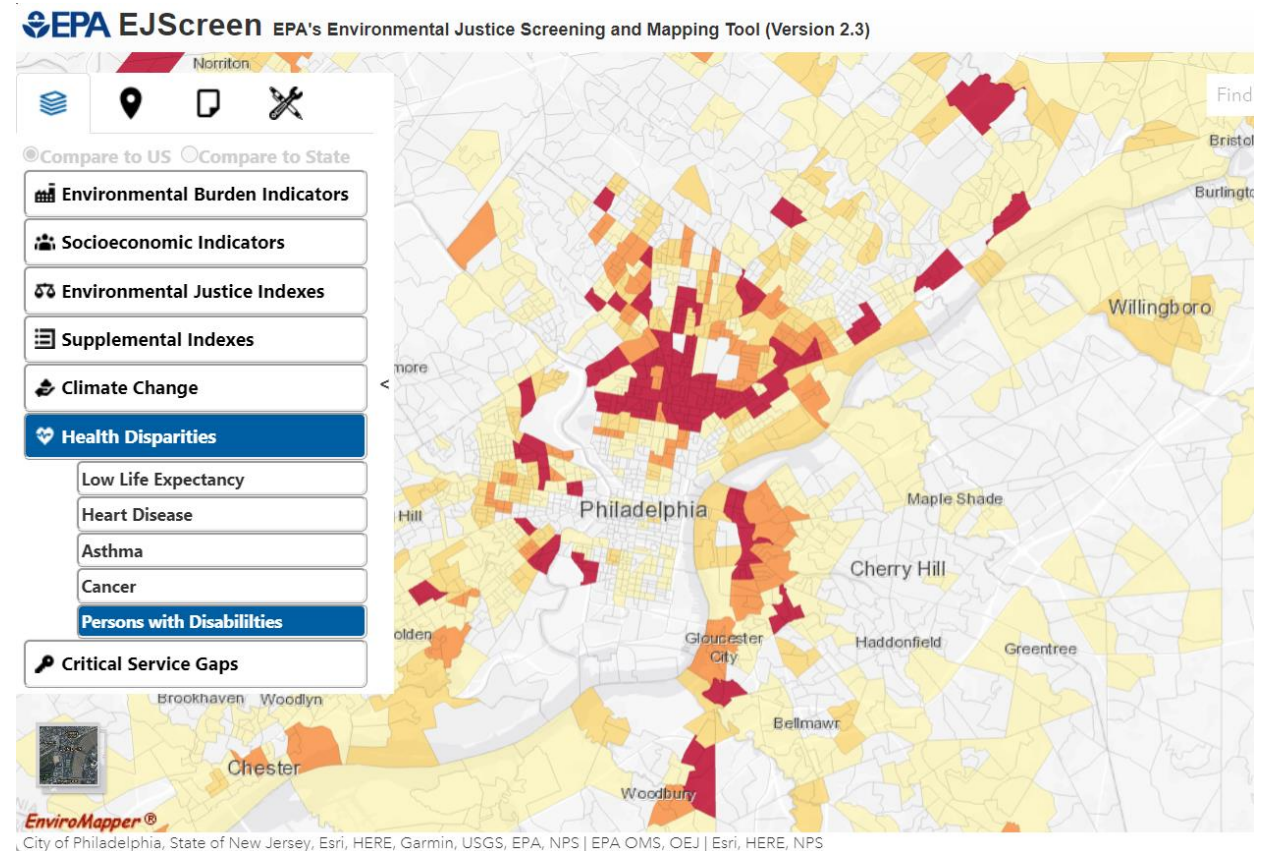 EPA EJScreen EPA's Environmental Justice Screening and Mapping Tool (Version 2.3)
Norriton
Find
Compare to US Compare to State
Bristol
Environmental Burden Indicators
Burlingto
Socioeconomic Indicators
Environmental Justice Indexes
Willingboro
Supplemental Indexes
more
Climate Change
<
Health Disparities
Low Life Expectancy
Maple Shade
Heart Disease
Hill
Philadelphia
Asthma
Cherry Hill
Cancer
Persons with Disabililties
olden
Gloucester
City
Haddonfield
Greentree
Critical Service Gaps
Brookhaven Woodlyn
Bellmawr
Chester
Woodbury
EnviroMapper ®
City of Philadelphia, State of New Jersey, Esri, HERE, Garmin, USGS, EPA, NPS | EPA OMS, OEJ | Esri, HERE, NPS